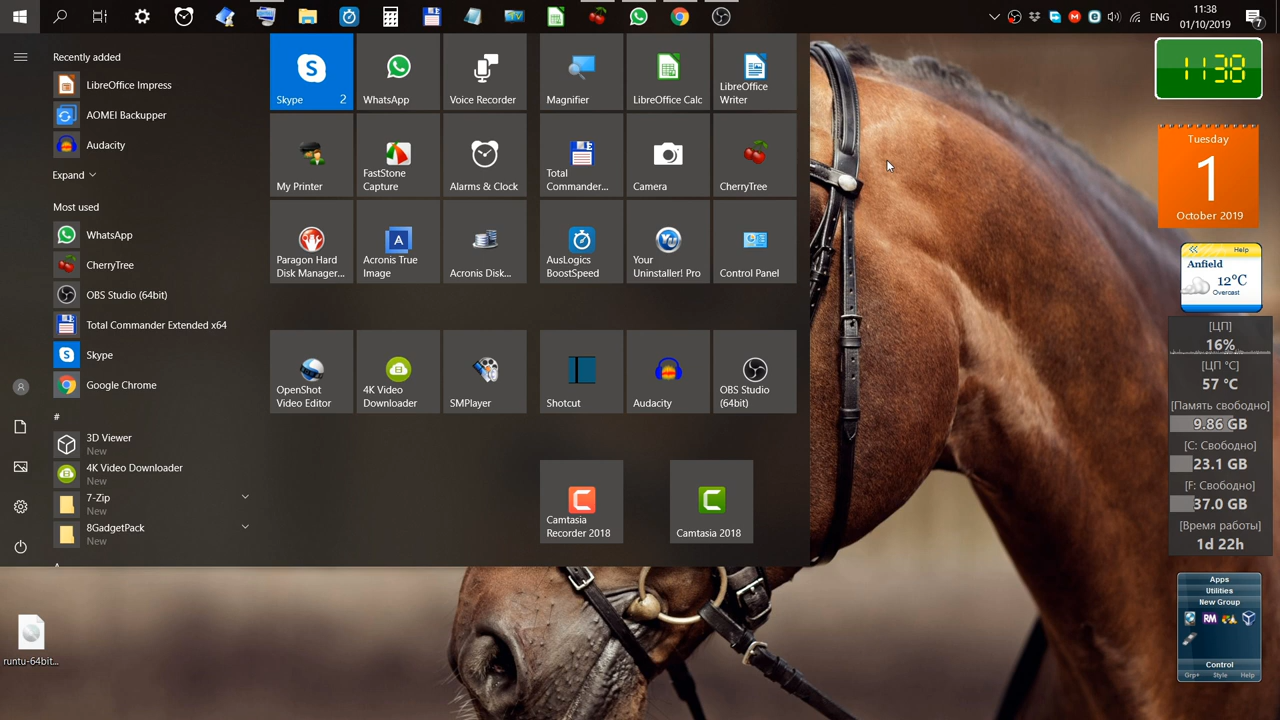 ENG
11:38
01/10/2019
7
Recently added
LibreOffice Impress
AOMEI Backupper
Audacity
Expand
Most used
WhatsApp
CherryTree
OBS Studio (64bit)
Total Commander Extended x64
Skype
Google Chrome
#
3D Viewer
New
4K Video Downloader
New
7-Zip
New
8GadgetPack
New
Skype 2
WhatsApp
Voice Recorder
Magnifier
LibreOffice Calc
LibreOffice
Writer
My Printer
FastStone
Capture
Alarms & Clock
Total
Commander...
Camera
CherryTree
Paragon Hard
Disk Manager...
Acronis True
Image
Acronis Disk...
AusLogics
BoostSpeed
Your
Uninstaller! Pro
Control Panel
OpenShot
Video Editor
4K Video
Downloader
SMPlayer
Shotcut
Audacity
OBS Studio
(64bit)
Camtasia
Recorder 2018
Camtasia 2018
runtu-64bit...
11:38
Tuesday
1
October 2019
Help
Anfield
12°C
Overcast
[ЦП]
16%
[ЦП °C]
57 °C
[Память свободно]
9.86 GB
[C: Свободно]
23.1 GB
[F: Свободно]
37.0 GB
[Время работы]
1d 22h
Apps
Utilities
New Group
RM
Control
Grp+ Style Help